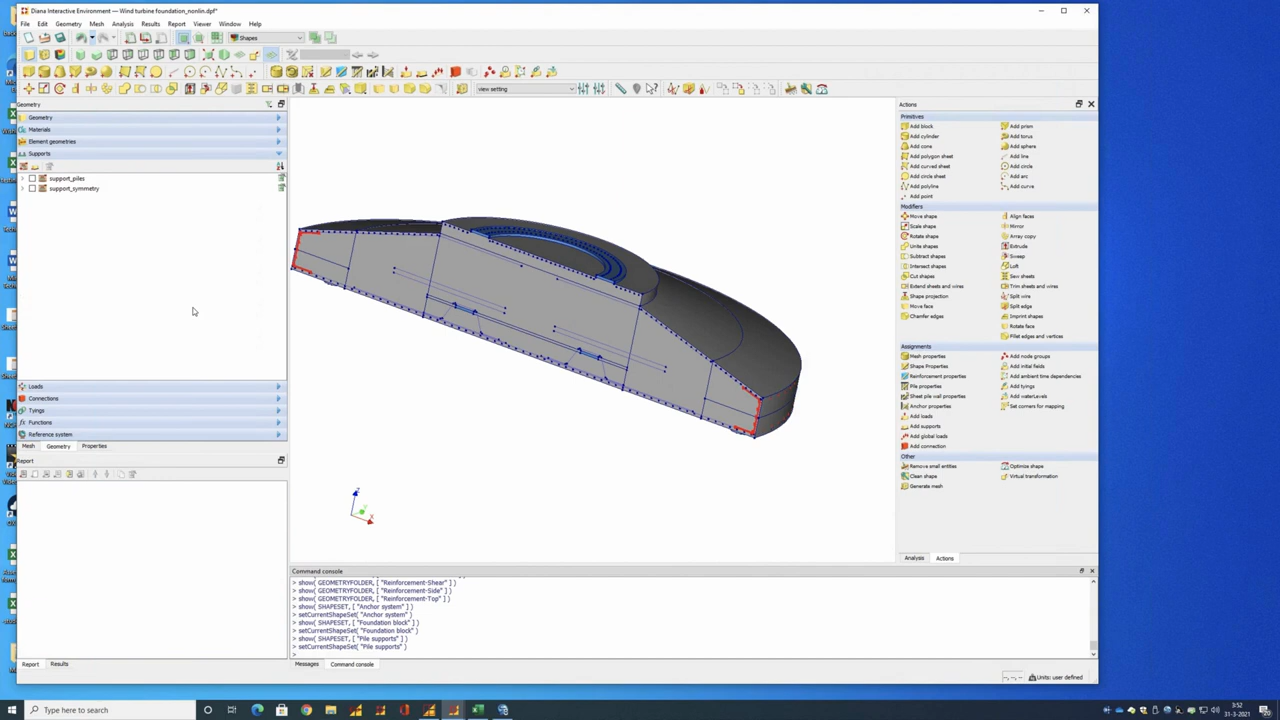 Diana Interactive Environment — Wind turbine foundation_nonlin.dpf*
File Edit Geometry Mesh Analysis Results Report Viewer Window Help
Shapes
view setting
Geometry
Geometry
Materials
Element geometries
Supports
support_piles
support_symmetry
Loads
Connections
Tyings
Functions
Reference system
Mesh Geometry Properties
Report
Report Results
Z
Y
X
Command console
> show( GEOMETRYFOLDER, [ "Reinforcement-Shear" ] )
> show( GEOMETRYFOLDER, [ "Reinforcement-Side" ] )
> show( GEOMETRYFOLDER, [ "Reinforcement-Top" ] )
> show( SHAPESET, [ "Anchor system" ] )
> setCurrentShapeSet( "Anchor system" )
> show( SHAPESET, [ "Foundation block" ] )
> setCurrentShapeSet( "Foundation block" )
> show( SHAPESET, [ "Pile supports" ] )
> setCurrentShapeSet( "Pile supports" )
>
Messages Command console
Actions
Primitives
Add block Add prism
Add cylinder Add torus
Add cone Add sphere
Add polygon sheet Add line
Add curved sheet Add circle
Add circle sheet Add arc
Add polyline Add curve
Add point
Modifiers
Move shape Align faces
Scale shape Mirror
Rotate shape Array copy
Unite shapes Extrude
Subtract shapes Sweep
Intersect shapes Loft
Cut shapes Sew sheets
Extend sheets and wires Trim sheets and wires
Shape projection Split wire
Move face Split edge
Chamfer edges Imprint shapes
Rotate face
Fillet edges and vertices
Assignments
Mesh properties Add node groups
Shape Properties Add initial fields
Reinforcement properties Add ambient time dependencies
Pile properties Add tyings
Sheet pile wall properties Add waterLevels
Anchor properties Set corners for mapping
Add loads
Add supports
Add global loads
Add connection
Other
Remove small entities Optimize shape
Clean shape Virtual transformation
Generate mesh
Analysis Actions
--, --, -- Units: user defined
Type here to search
3:52
31-3-2021